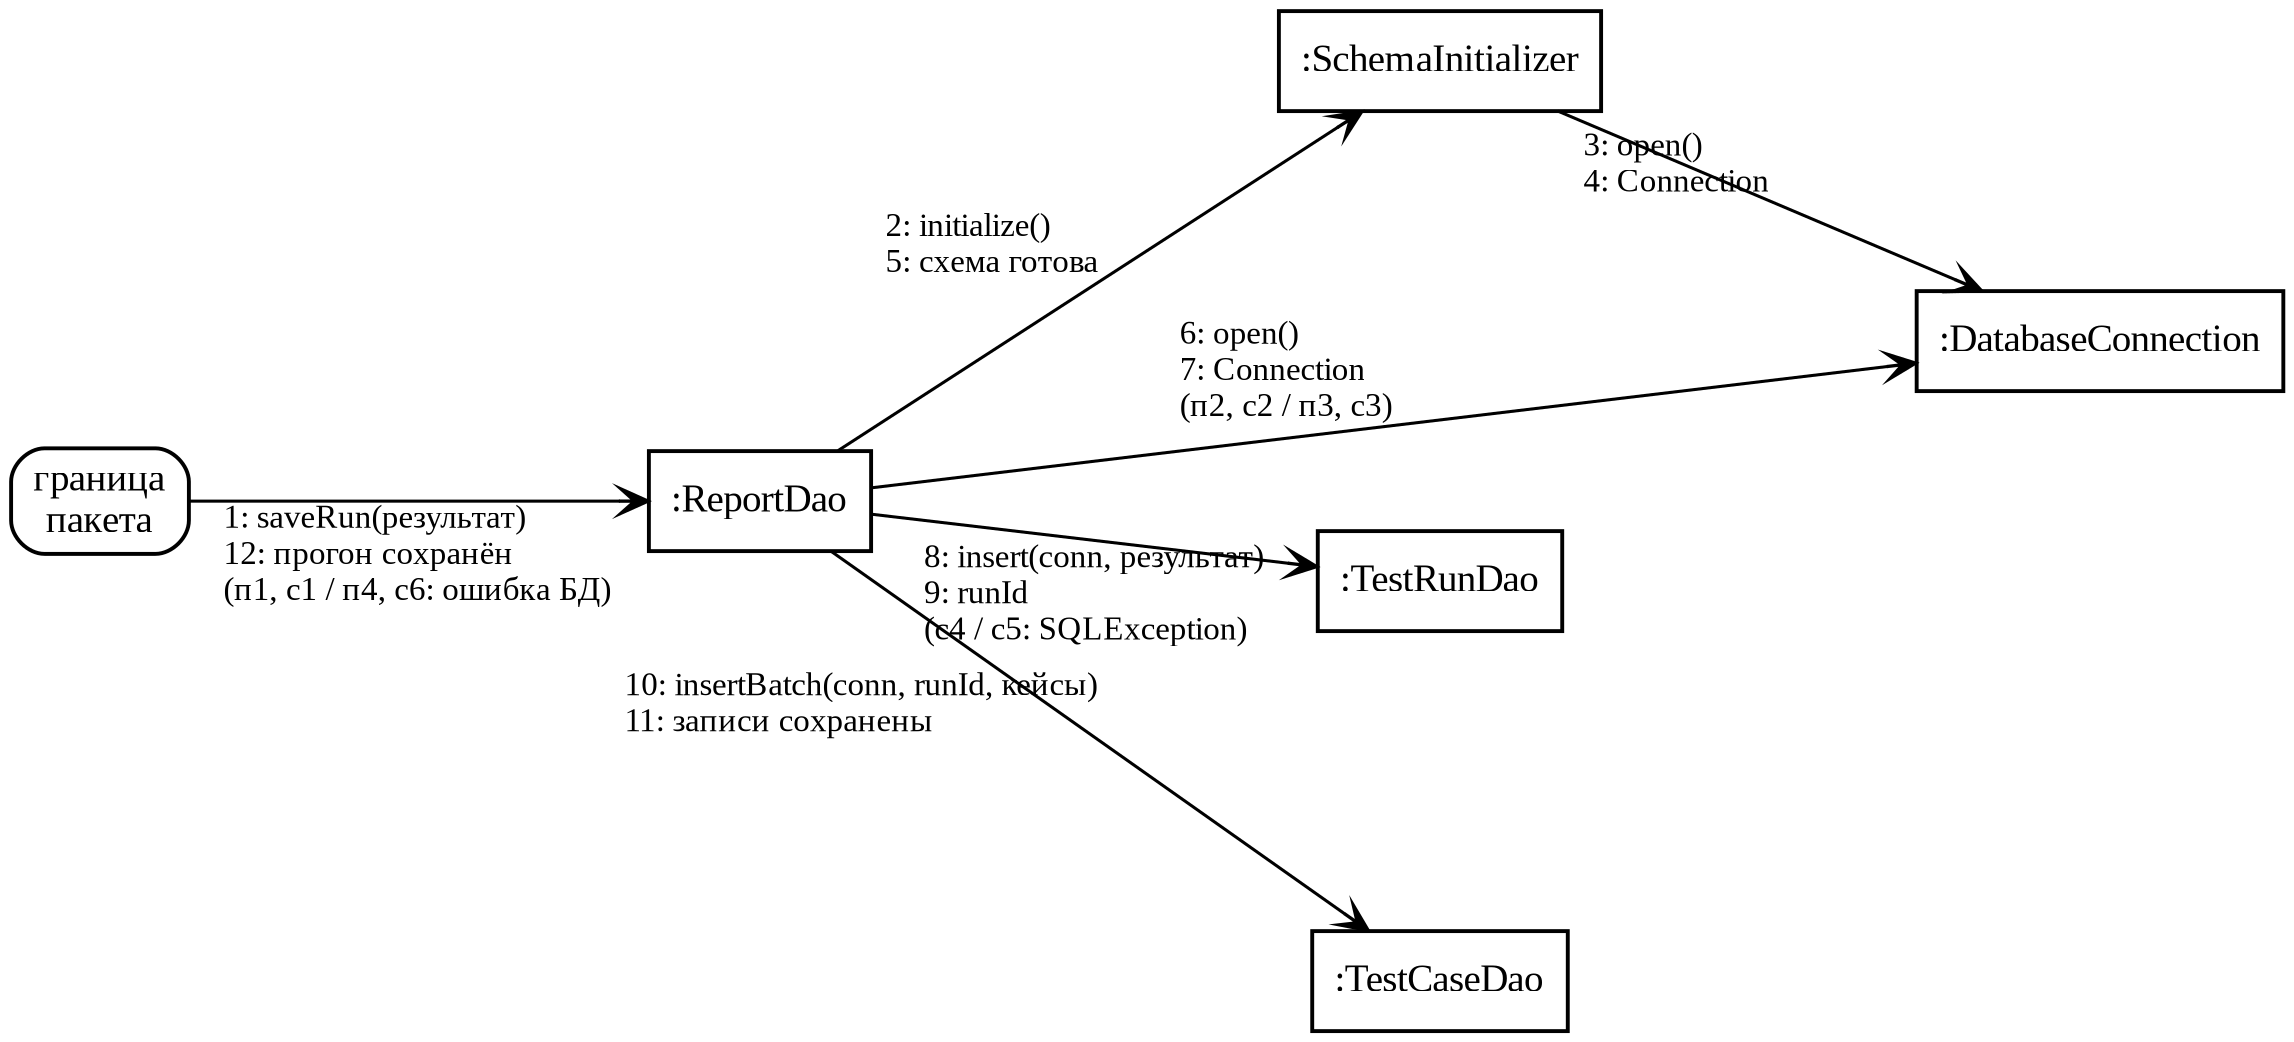 :SchemaInitializer
3: open()
4: Connection
2: initialize()
5: схема готова
6: open()
7: Connection
(п2, с2 / п3, с3)
:DatabaseConnection
граница
пакета
1: saveRun(результат)
12: прогон сохранён
(п1, с1 / п4, с6: ошибка БД)
:ReportDao
8: insert(conn, результат)
9: runId
(с4 / с5: SQLException)
:TestRunDao
10: insertBatch(conn, runId, кейсы)
11: записи сохранены
:TestCaseDao